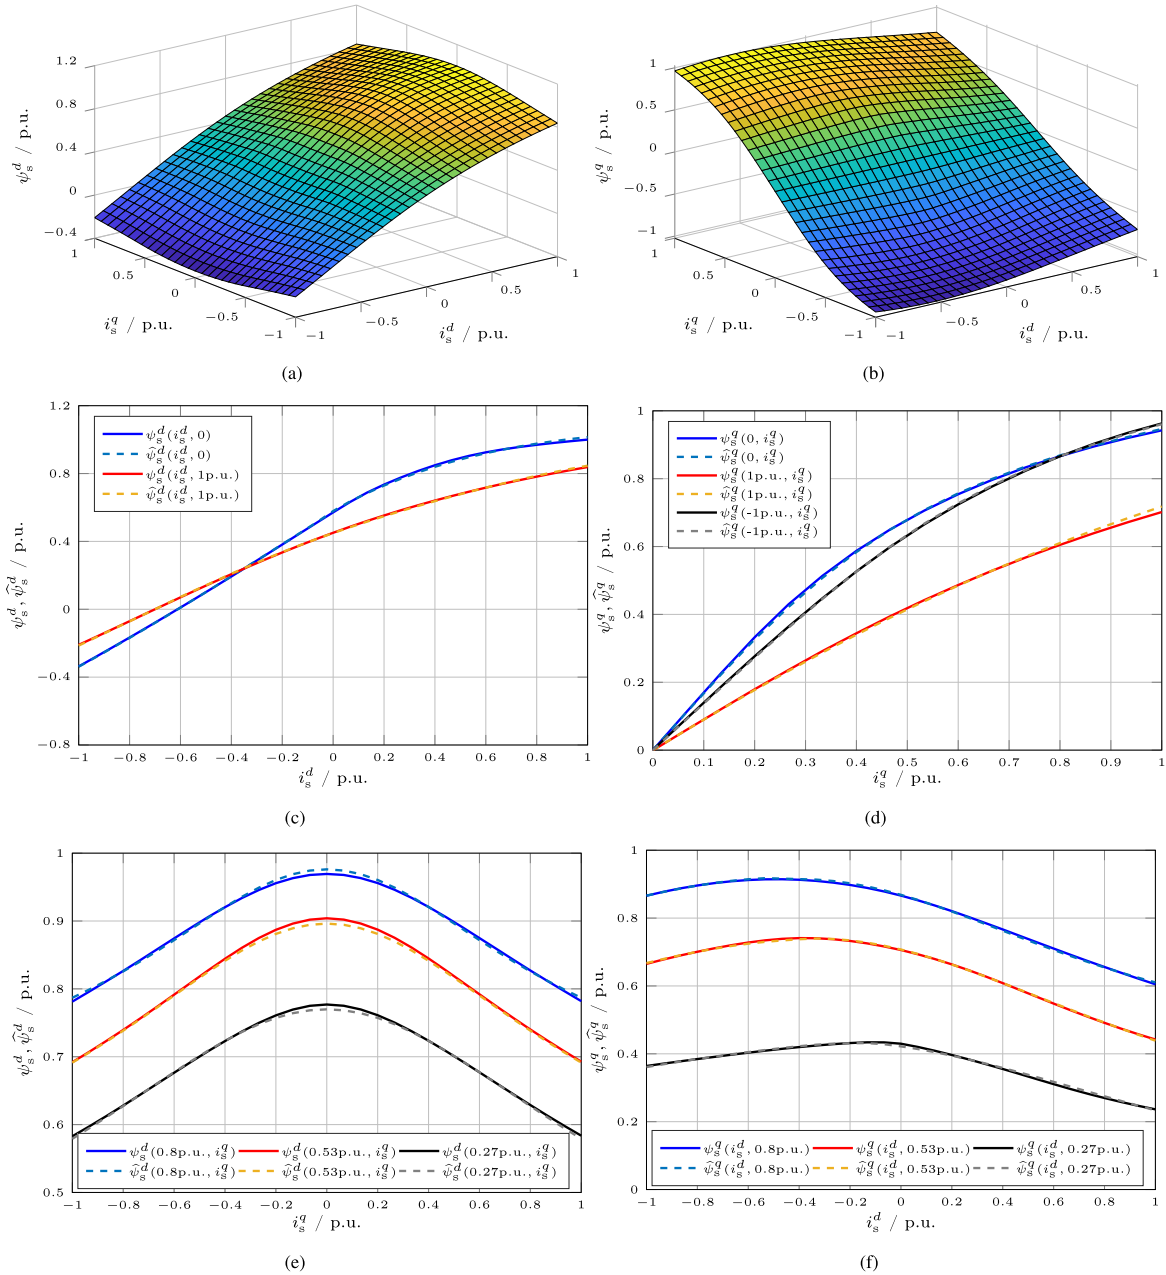 1.2
0.8
0.4
0
−0.4
ψ_s^d / p.u.
1
0.5
0
−0.5
−1
i_s^q / p.u.
−1
−0.5
0
0.5
1
i_s^d / p.u.
(a)
1
0.5
0
−0.5
−1
ψ_s^q / p.u.
1
0.5
0
−0.5
−1
i_s^q / p.u.
−1
−0.5
0
0.5
1
i_s^d / p.u.
(b)
1.2
0.8
0.4
0
−0.4
−0.8
ψ_s^d, ψ̂_s^d / p.u.
ψ_s^d(i_s^d, 0)
ψ̂_s^d(i_s^d, 0)
ψ_s^d(i_s^d, 1p.u.)
ψ̂_s^d(i_s^d, 1p.u.)
−1 −0.8 −0.6 −0.4 −0.2 0 0.2 0.4 0.6 0.8 1
i_s^d / p.u.
(c)
1
0.8
0.6
0.4
0.2
0
ψ_s^q, ψ̂_s^q / p.u.
ψ_s^q(0, i_s^q)
ψ̂_s^q(0, i_s^q)
ψ_s^q(1p.u., i_s^q)
ψ̂_s^q(1p.u., i_s^q)
ψ_s^q(-1p.u., i_s^q)
ψ̂_s^q(-1p.u., i_s^q)
0 0.1 0.2 0.3 0.4 0.5 0.6 0.7 0.8 0.9 1
i_s^q / p.u.
(d)
1
0.9
0.8
0.7
0.6
0.5
ψ_s^d, ψ̂_s^d / p.u.
ψ_s^d(0.8p.u., i_s^q) ψ_s^d(0.53p.u., i_s^q) ψ_s^d(0.27p.u., i_s^q)
ψ̂_s^d(0.8p.u., i_s^q) ψ̂_s^d(0.53p.u., i_s^q) ψ̂_s^d(0.27p.u., i_s^q)
−1 −0.8 −0.6 −0.4 −0.2 0 0.2 0.4 0.6 0.8 1
i_s^q / p.u.
(e)
1
0.8
0.6
0.4
0.2
0
ψ_s^q, ψ̂_s^q / p.u.
ψ_s^q(i_s^d, 0.8p.u.) ψ_s^q(i_s^d, 0.53p.u.) ψ_s^q(i_s^d, 0.27p.u.)
ψ̂_s^q(i_s^d, 0.8p.u.) ψ̂_s^q(i_s^d, 0.53p.u.) ψ̂_s^q(i_s^d, 0.27p.u.)
−1 −0.8 −0.6 −0.4 −0.2 0 0.2 0.4 0.6 0.8 1
i_s^d / p.u.
(f)